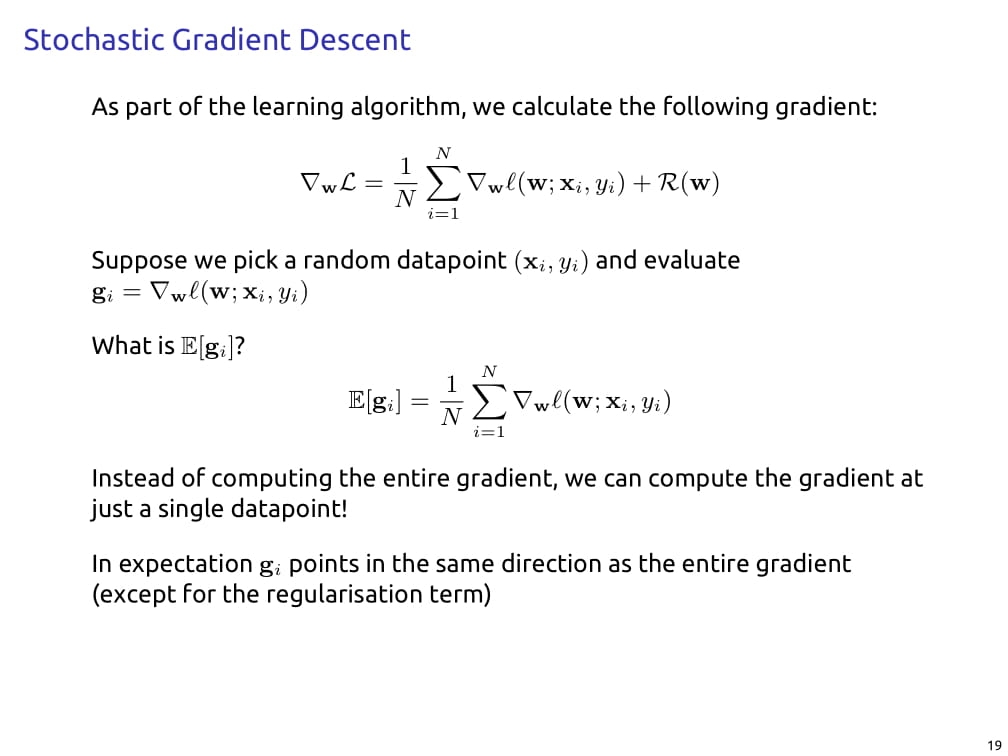 Stochastic Gradient Descent
As part of the learning algorithm, we calculate the following gradient:
$\nabla_{\mathbf{w}} \mathcal{L} = \frac{1}{N} \sum_{i=1}^{N} \nabla_{\mathbf{w}} \ell(\mathbf{w}; \mathbf{x}_i, y_i) + \mathcal{R}(\mathbf{w})$
Suppose we pick a random datapoint $(\mathbf{x}_i, y_i)$ and evaluate
$\mathbf{g}_i = \nabla_{\mathbf{w}} \ell(\mathbf{w}; \mathbf{x}_i, y_i)$
What is $\mathbb{E}[\mathbf{g}_i]$?
$\mathbb{E}[\mathbf{g}_i] = \frac{1}{N} \sum_{i=1}^{N} \nabla_{\mathbf{w}} \ell(\mathbf{w}; \mathbf{x}_i, y_i)$
Instead of computing the entire gradient, we can compute the gradient at
just a single datapoint!
In expectation $\mathbf{g}_i$ points in the same direction as the entire gradient
(except for the regularisation term)
19